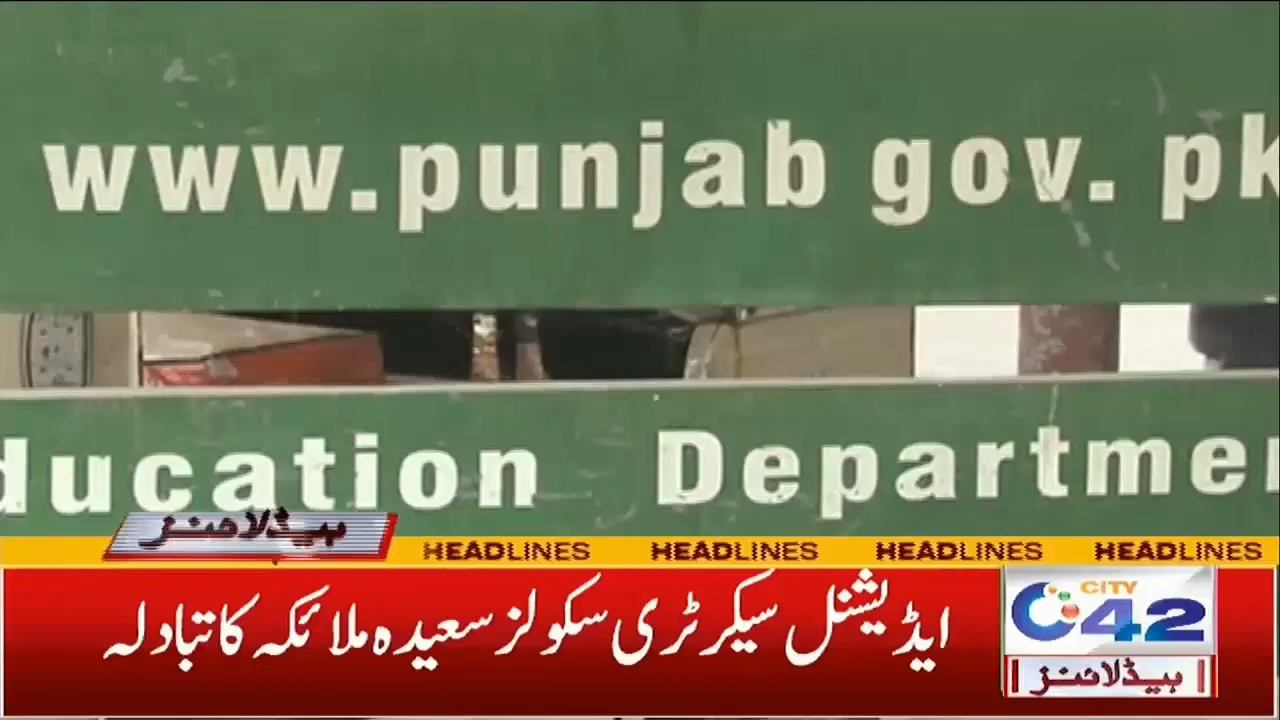 www.punjab gov. pk
ducation Departme
ہیڈلائنز
HEADLINES HEADLINES HEADLINES HEADLINES
ایڈیشنل سیکرٹری سکولز سعیدہ ملائکہ کا تبادلہ
CITY
42
ہیڈلائنز